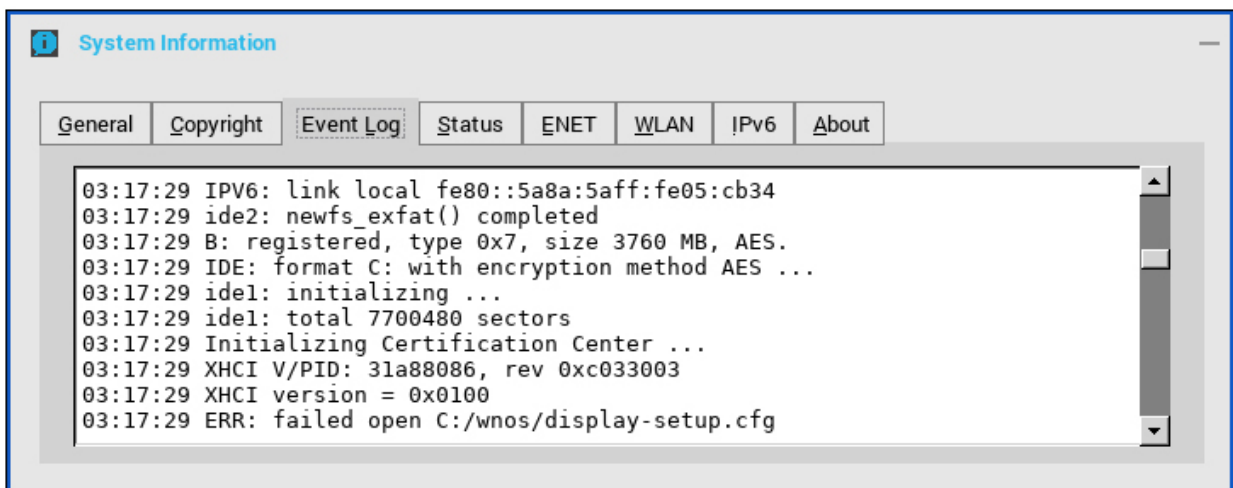 System Information
General Copyright Event Log Status ENET WLAN IPv6 About
03:17:29 IPV6: link local fe80::5a8a:5aff:fe05:cb34
03:17:29 ide2: newfs_exfat() completed
03:17:29 B: registered, type 0x7, size 3760 MB, AES.
03:17:29 IDE: format C: with encryption method AES ...
03:17:29 ide1: initializing ...
03:17:29 ide1: total 7700480 sectors
03:17:29 Initializing Certification Center ...
03:17:29 XHCI V/PID: 31a88086, rev 0xc033003
03:17:29 XHCI version = 0x0100
03:17:29 ERR: failed open C:/wnos/display-setup.cfg